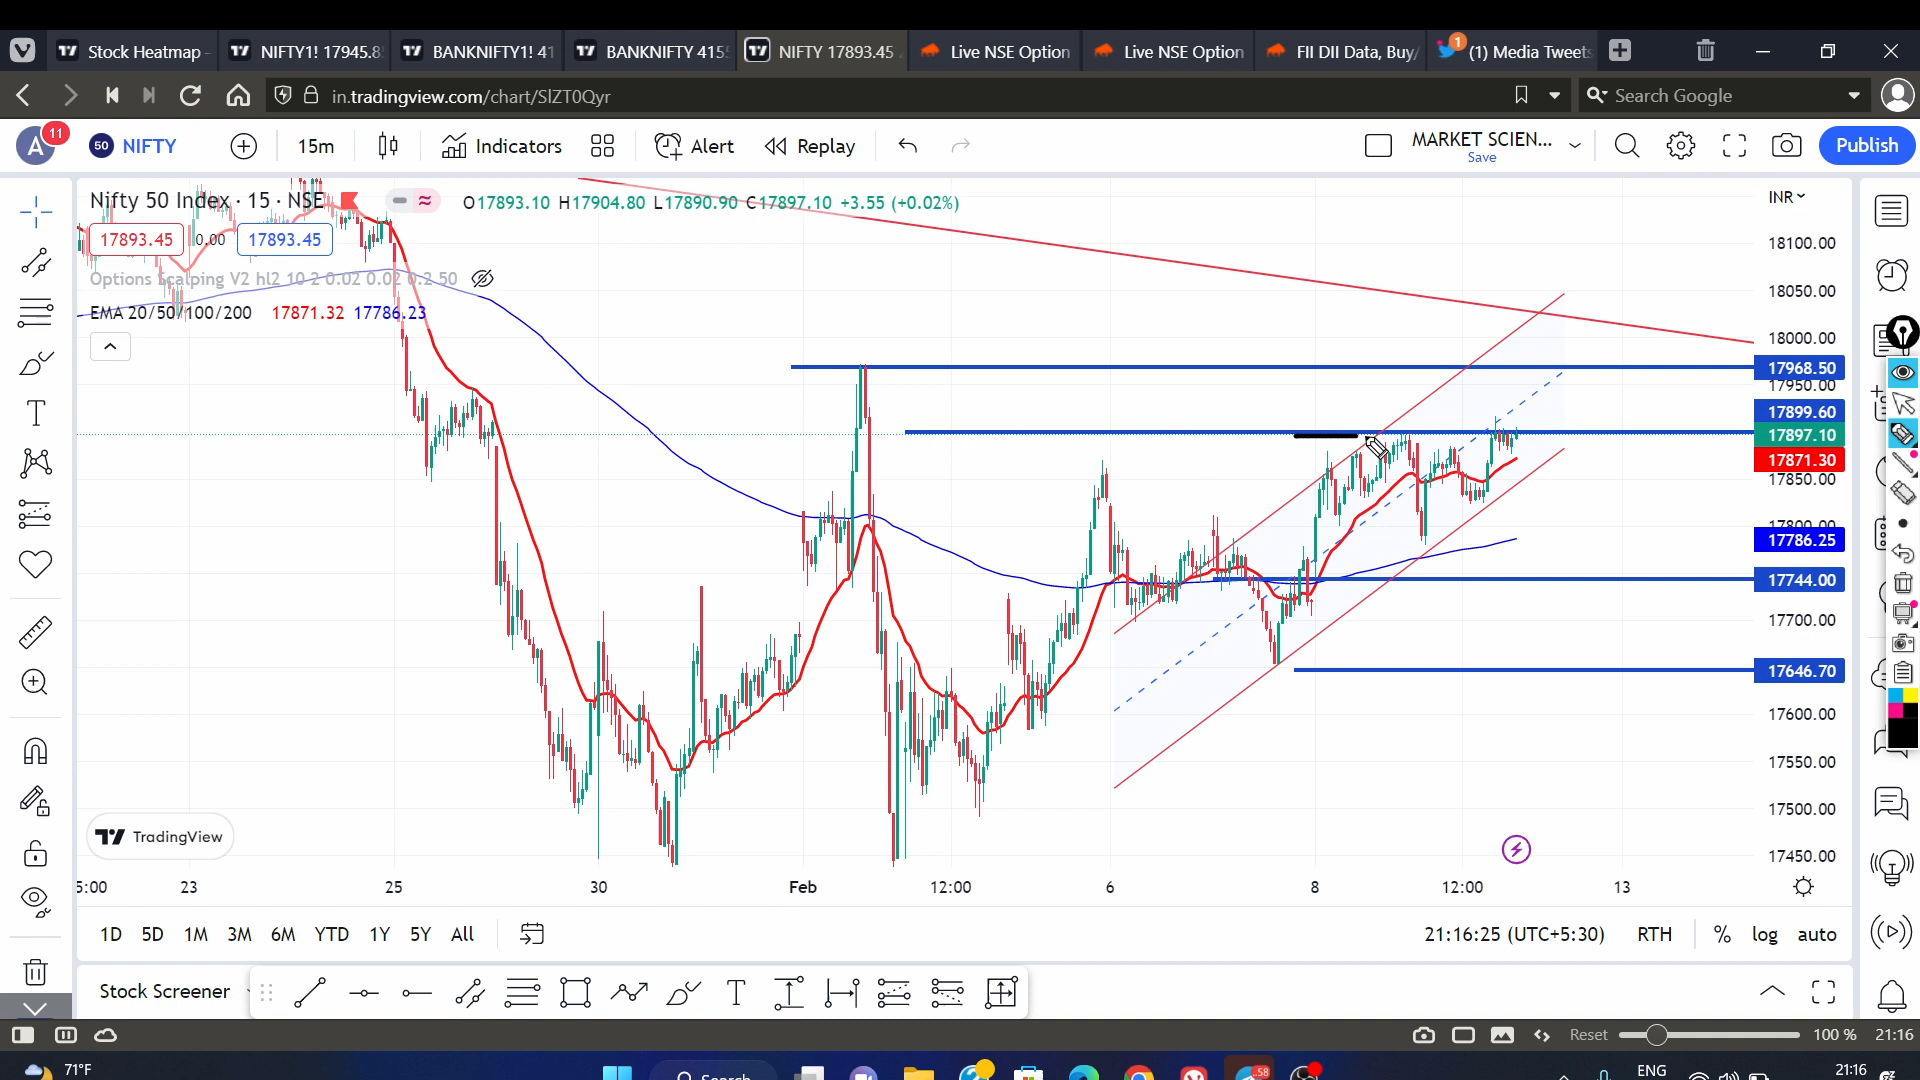 Stock Heatmap -
NIFTY1! 17945.8
BANKNIFTY1! 41
BANKNIFTY 415
NIFTY 17893.45
Live NSE Option
Live NSE Option
FII DII Data, Buy/
1
(1) Media Tweets
in.tradingview.com/chart/SlZT0Qyr
Search Google
A
11
50
NIFTY
15m
Indicators
Alert
Replay
MARKET SCIEN...
Save
Publish
Nifty 50 Index · 15 · NSE
O17893.10 H17904.80 L17890.90 C17897.10 +3.55 (+0.02%)
INR
17893.45
0.00
17893.45
Options Scalping V2 hl2 10 2 0.02 0.02 0.2 50
EMA 20/50/100/200 17871.32 17786.23
18100.00
18050.00
18000.00
17968.50
17950.00
17899.60
17897.10
17871.30
17850.00
17800.00
17786.25
17744.00
17700.00
17646.70
17600.00
17550.00
17500.00
17450.00
TradingView
5:00
23
25
30
Feb
12:00
6
8
12:00
13
1D 5D 1M 3M 6M YTD 1Y 5Y All
21:16:25 (UTC+5:30)
RTH
%
log
auto
Stock Screener
Reset
100 %
21:16
71°F
Search
58
ENG
21:16